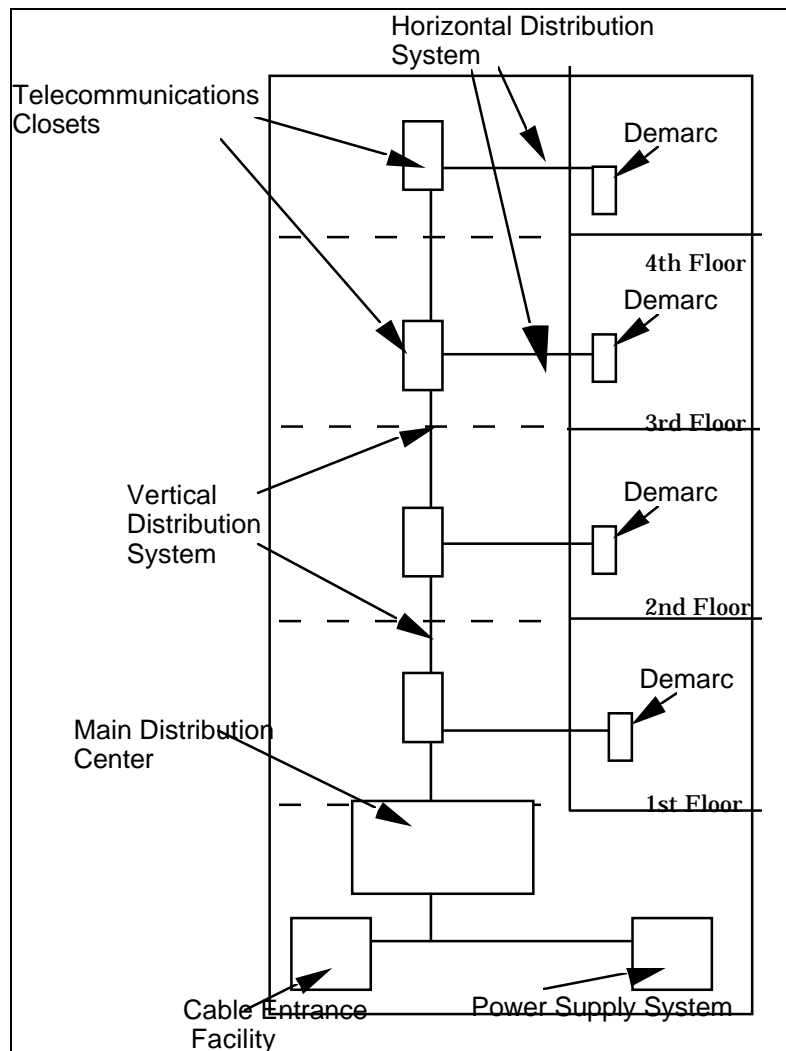 Horizontal Distribution
System
Telecommunications
Closets
Demarc
4th Floor
Demarc
3rd Floor
Vertical
Distribution
System
Demarc
2nd Floor
Demarc
Main Distribution
Center
1st Floor
Cable Entrance
Facility
Power Supply System